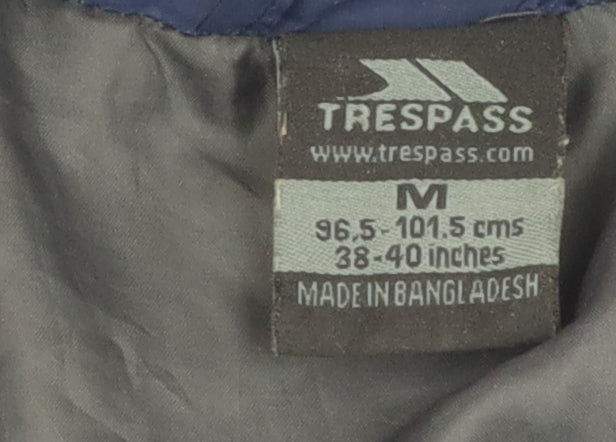 TRESPASS
www.trespass.com
M
96.5-101.5 cms
38-40 inches
MADE IN BANGLADESH